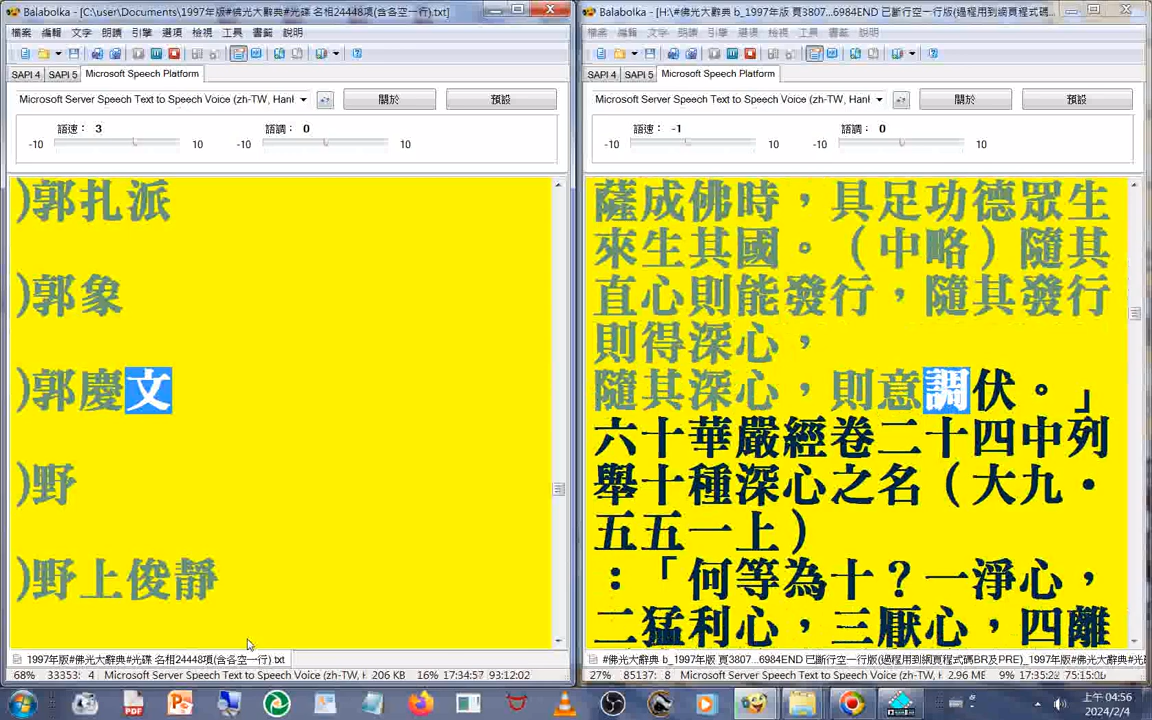 Balabolka - [C:\user\Documents\1997年版#佛光大辭典#光碟 名相24448項(含各空一行).txt]
檔案 編輯 文字 朗讀 引擎 選項 檢視 工具 書籤 說明
SAPI 4 SAPI 5 Microsoft Speech Platform
Microsoft Server Speech Text to Speech Voice (zh-TW, Hanl
關於 預設
語速： 3 語調： 0
-10 10 -10 10
)郭扎派
)郭象
)郭慶文
)野
)野上俊靜
1997年版#佛光大辭典#光碟 名相24448項(含各空一行).txt
68% 33353: 4 Microsoft Server Speech Text to Speech Voice (zh-TW, H 206 KB 16% 17:34:57 93:12:02
Balabolka - [H:\#佛光大辭典 b_1997年版 頁3807...6984END 已斷行空一行版(過程用到網頁程式碼
檔案 編輯 文字 朗讀 引擎 選項 檢視 工具 書籤 說明
SAPI 4 SAPI 5 Microsoft Speech Platform
Microsoft Server Speech Text to Speech Voice (zh-TW, Hanl
關於 預設
語速： -1 語調： 0
-10 10 -10 10
薩成佛時，具足功德眾生
來生其國。（中略）隨其
直心則能發行，隨其發行
則得深心，
隨其深心，則意調伏。」
六十華嚴經卷二十四中列
舉十種深心之名（大九‧
五五一上）
：「何等為十？一淨心，
二猛利心，三厭心，四離
#佛光大辭典 b_1997年版 頁3807...6984END 已斷行空一行版(過程用到網頁程式碼BR及PRE)_1997年版#佛光
27% 85137: 8 Microsoft Server Speech Text to Speech Voice (zh-TW, 2.96 MB 9%
上午 04:56
2024/2/4